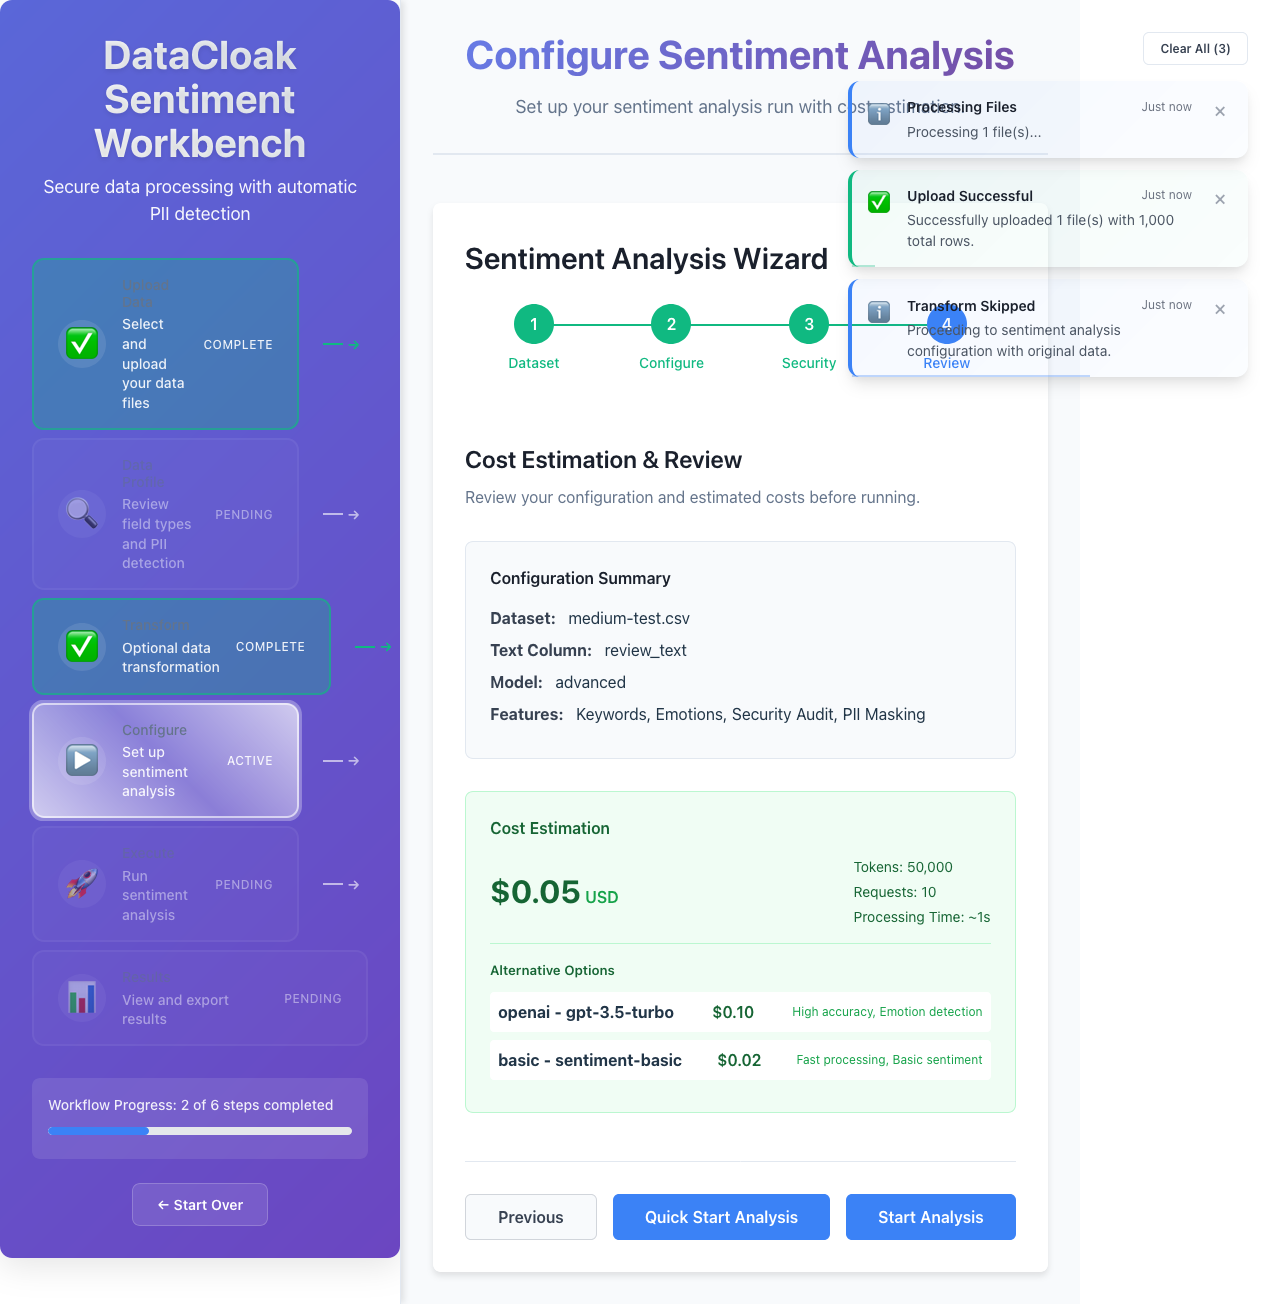 DataCloak
Sentiment
Workbench
Secure data processing with automatic
PII detection
Select
and
upload
your data
files
COMPLETE
Review
field types
and PII
detection
PENDING
Optional data
transformation
COMPLETE
Configure
Set up
sentiment
analysis
ACTIVE
Run
sentiment
analysis
PENDING
View and export
results
PENDING
Workflow Progress: 2 of 6 steps completed
← Start Over
Configure Sentiment Analysis
Set up your sentiment analysis run with cost estimation
Sentiment Analysis Wizard
1
2
3
4
Dataset
Configure
Security
Review
Cost Estimation & Review
Review your configuration and estimated costs before running.
Configuration Summary
Dataset: medium-test.csv
Text Column: review_text
Model: advanced
Features: Keywords, Emotions, Security Audit, PII Masking
Cost Estimation
$0.05 USD
Tokens: 50,000
Requests: 10
Processing Time: ~1s
Alternative Options
openai - gpt-3.5-turbo $0.10 High accuracy, Emotion detection
basic - sentiment-basic $0.02 Fast processing, Basic sentiment
Previous
Quick Start Analysis
Start Analysis
Clear All (3)
Processing Files
Just now
×
Processing 1 file(s)...
Upload Successful
Just now
×
Successfully uploaded 1 file(s) with 1,000
total rows.
Transform Skipped
Just now
×
Proceeding to sentiment analysis
configuration with original data.